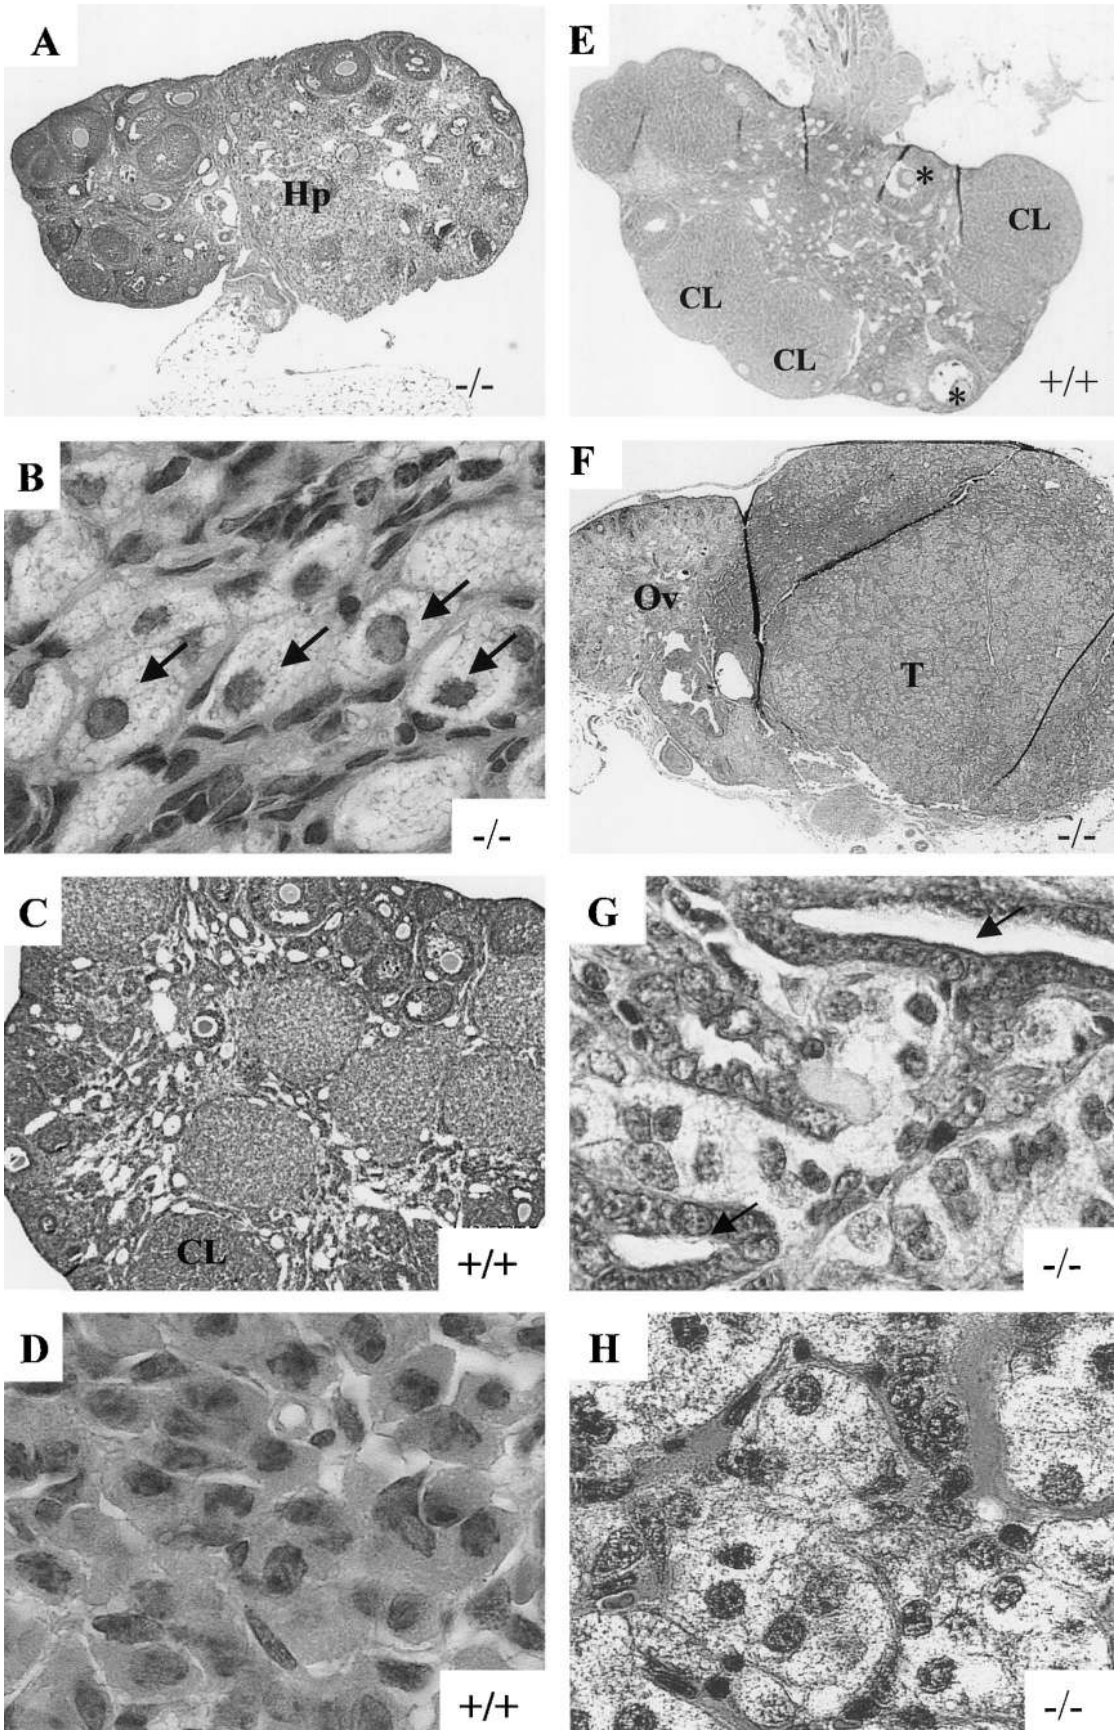 A
Hp
-/-
B
-/-
C
CL
+/+
D
+/+
E
*
CL
CL
CL
*
+/+
F
Ov
T
-/-
G
-/-
H
-/-